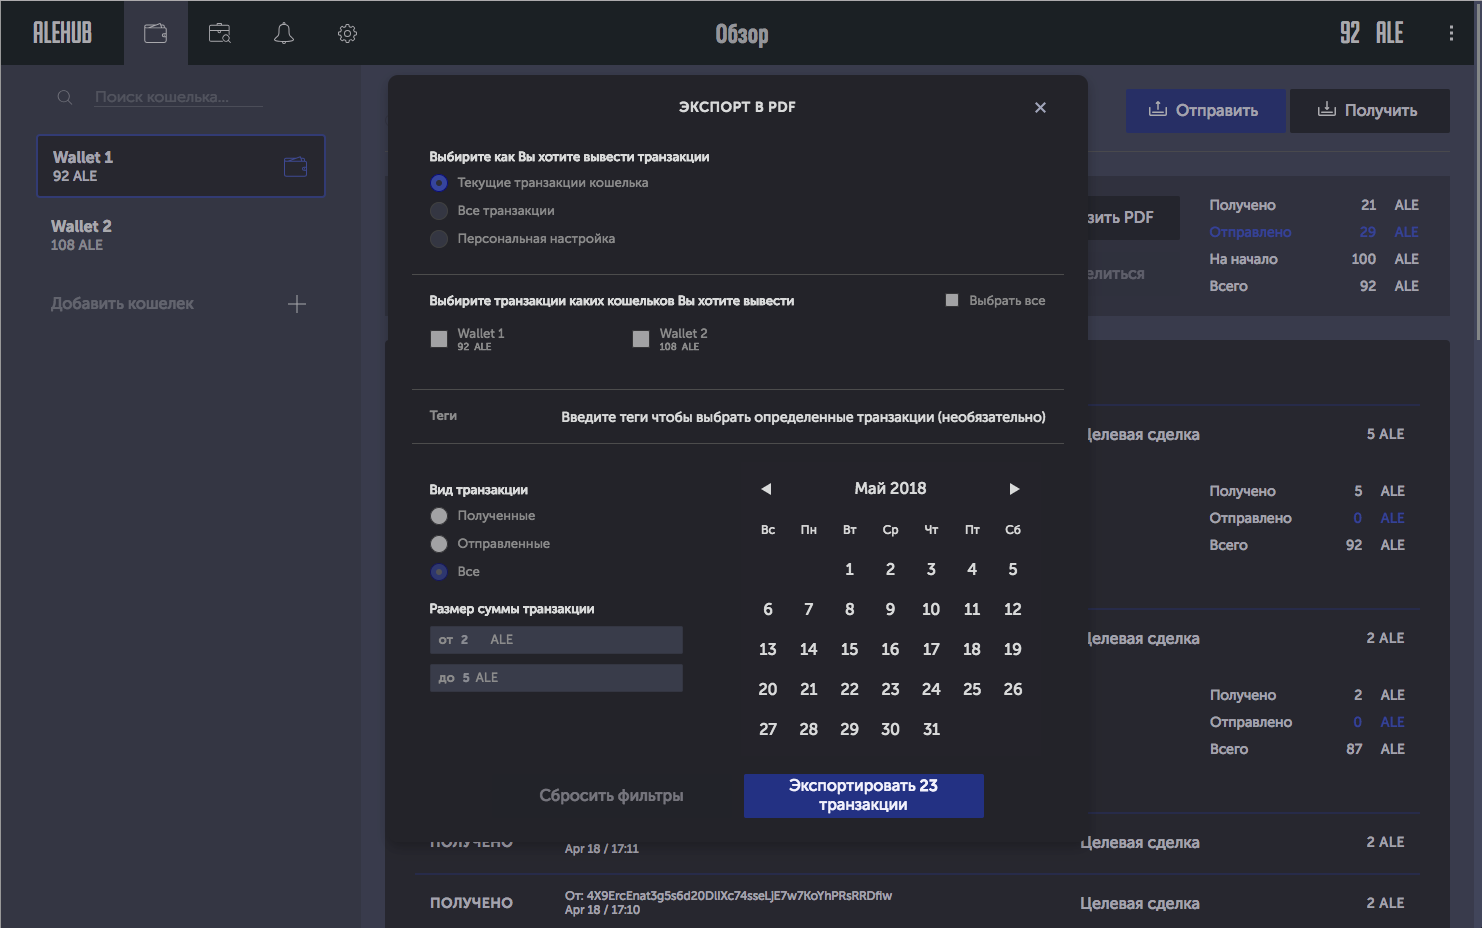 ALEHUB
Обзор
92 ALE
Поиск кошелька...
Wallet 1
92 ALE
Wallet 2
108 ALE
Добавить кошелек
Отправить
Получить
Получено 21 ALE
Отправлено 29 ALE
На начало 100 ALE
Всего 92 ALE
зить PDF
елиться
ЭКСПОРТ В PDF
Выбирите как Вы хотите вывести транзакции
Текущие транзакции кошелька
Все транзакции
Персональная настройка
Выбирите транзакции каких кошельков Вы хотите вывести
Выбрать все
Wallet 1
92 ALE
Wallet 2
108 ALE
Теги
Введите теги чтобы выбрать определенные транзакции (необязательно)
Вид транзакции
Полученные
Отправленные
Все
Размер суммы транзакции
от 2 ALE
до 5 ALE
Май 2018
Вс Пн Вт Ср Чт Пт Сб
1 2 3 4 5
6 7 8 9 10 11 12
13 14 15 16 17 18 19
20 21 22 23 24 25 26
27 28 29 30 31
Сбросить фильтры
Экспортировать 23
транзакции
Целевая сделка 5 ALE
Получено 5 ALE
Отправлено 0 ALE
Всего 92 ALE
Целевая сделка 2 ALE
Получено 2 ALE
Отправлено 0 ALE
Всего 87 ALE
ПОЛУЧЕНО
Apr 18 / 17:11
Целевая сделка 2 ALE
ПОЛУЧЕНО
От: 4X9ErcEnat3g5s6d20DllXc74sseLjE7w7KoYhPRsRRDfiw
Apr 18 / 17:10
Целевая сделка 2 ALE